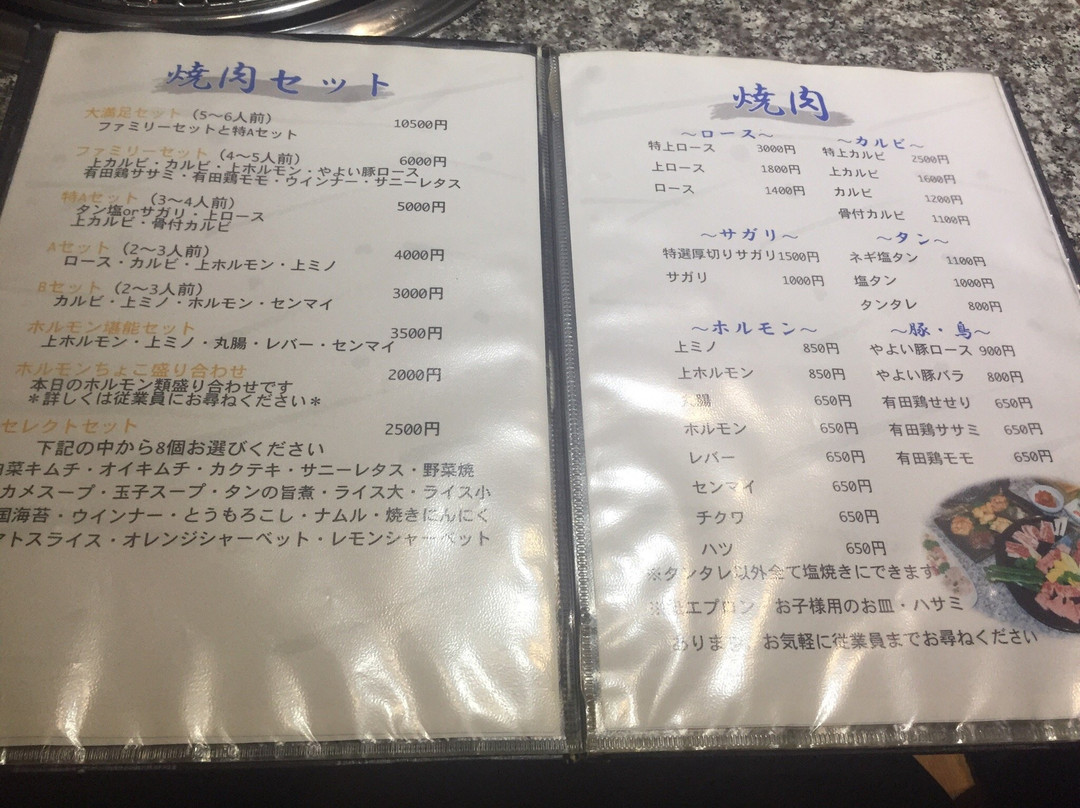 焼肉セット
大満足セット (5〜6人前) 10500円
ファミリーセットと特Aセット
ファミリーセット (4〜5人前) 6000円
上カルビ・カルビ・上ホルモン・やよい豚ロース
有田鶏ササミ・有田鶏モモ・ウインナー・サニーレタス
特Aセット (3〜4人前) 5000円
タン塩orサガリ・上ロース
上カルビ・骨付カルビ
Aセット (2〜3人前) 4000円
ロース・カルビ・上ホルモン・上ミノ
Bセット (2〜3人前) 3000円
カルビ・上ミノ・ホルモン・センマイ
ホルモン堪能セット 3500円
上ホルモン・上ミノ・丸腸・レバー・センマイ
ホルモンちょこ盛り合わせ 2000円
本日のホルモン類盛り合わせです
*詳しくは従業員にお尋ねください*
セレクトセット 2500円
下記の中から8個お選びください
菜キムチ・オイキムチ・カクテキ・サニーレタス・野菜焼
カメスープ・玉子スープ・タンの旨煮・ライス大・ライス小
国海苔・ウインナー・とうもろこし・ナムル・焼きにんにく
マトスライス・オレンジシャーベット・レモンシャーベット
焼肉
〜ロース〜
特上ロース 3000円
上ロース 1800円
ロース 1400円
〜カルビ〜
特上カルビ 2500円
上カルビ 1600円
カルビ 1200円
骨付カルビ 1100円
〜サガリ〜
特選厚切りサガリ 1500円
サガリ 1000円
〜タン〜
ネギ塩タン 1100円
塩タン 1000円
タンタレ 800円
〜ホルモン〜
上ミノ 850円
上ホルモン 850円
腸 650円
ホルモン 650円
レバー 650円
センマイ 650円
チクワ 650円
ハツ 650円
〜豚・鳥〜
やよい豚ロース 900円
やよい豚バラ 800円
有田鶏せせり 650円
有田鶏ササミ 650円
有田鶏モモ 650円
※タンタレ以外全て塩焼きにできます
※紙エプロン お子様用のお皿・ハサミ
あります。お気軽に従業員までお尋ねください